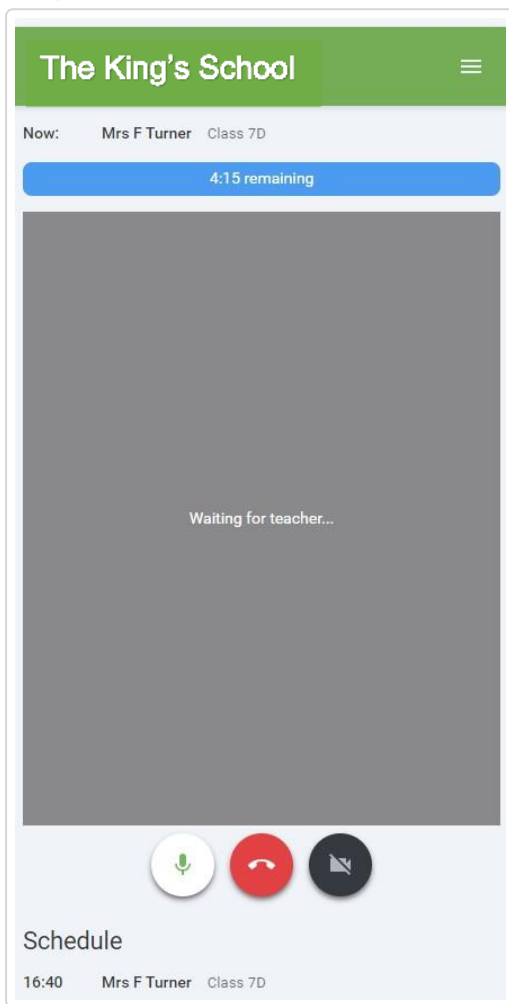 The King's School
Now: Mrs F Turner Class 7D
4:15 remaining
Waiting for teacher...
Schedule
16:40 Mrs F Turner Class 7D